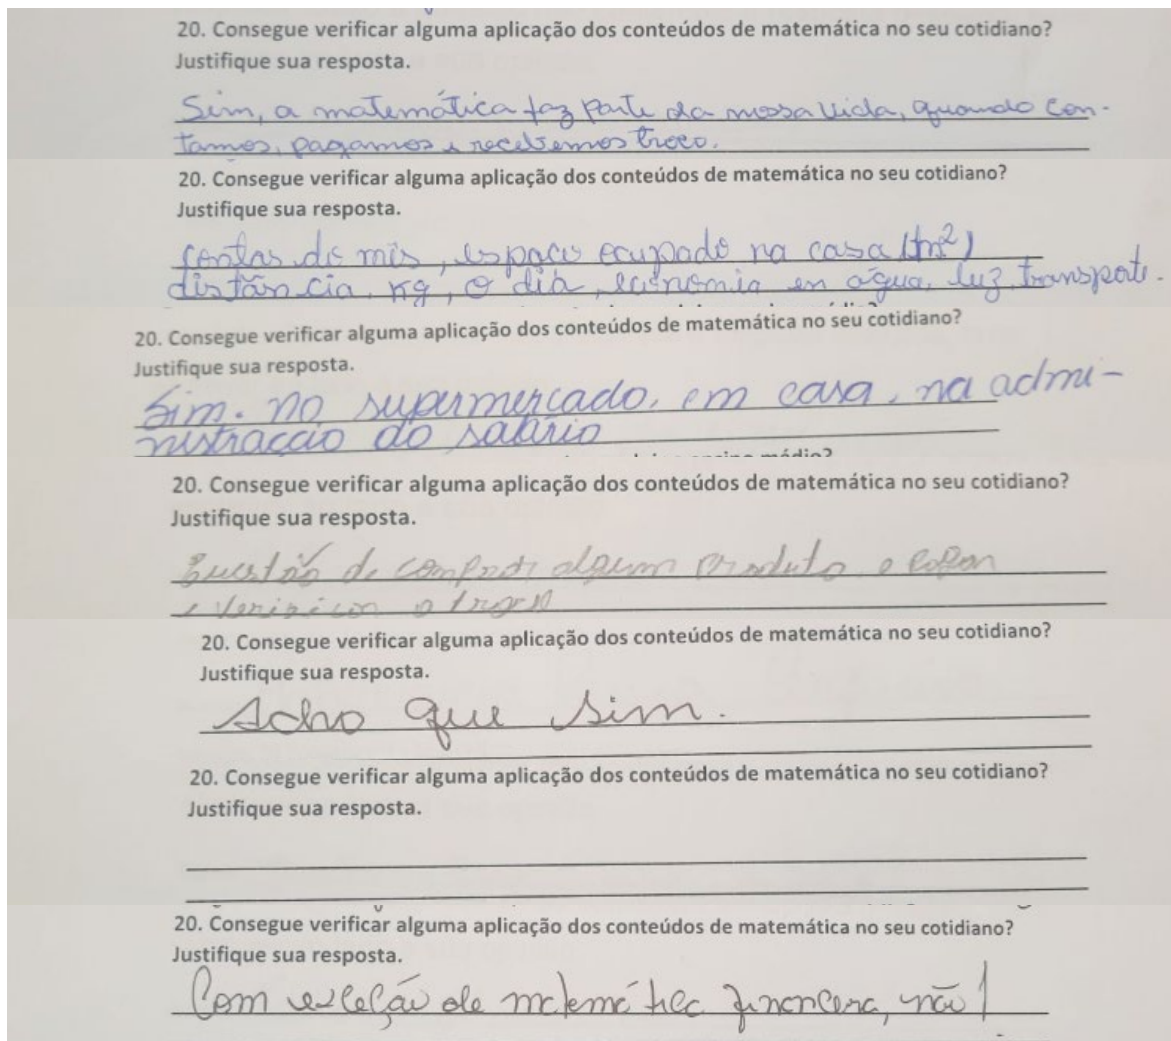 20. Consegue verificar alguma aplicação dos conteúdos de matemática no seu cotidiano?
Justifique sua resposta.
Sim, a matemática faz parte da nossa vida, quando con-
tamos, pagamos e recebemos troco.
20. Consegue verificar alguma aplicação dos conteúdos de matemática no seu cotidiano?
Justifique sua resposta.
contas do mês, espaço ocupado na casa (m²)
distância, kg, o dia, economia en água, luz, transporte.
20. Consegue verificar alguma aplicação dos conteúdos de matemática no seu cotidiano?
Justifique sua resposta.
Sim. no supermercado, em casa, na admi-
nistração do salário
médio?
20. Consegue verificar alguma aplicação dos conteúdos de matemática no seu cotidiano?
Justifique sua resposta.
Questão de comprar algum produto e
o troco
20. Consegue verificar alguma aplicação dos conteúdos de matemática no seu cotidiano?
Justifique sua resposta.
Acho que sim.
20. Consegue verificar alguma aplicação dos conteúdos de matemática no seu cotidiano?
Justifique sua resposta.
20. Consegue verificar alguma aplicação dos conteúdos de matemática no seu cotidiano?
Justifique sua resposta.
Com exceleção de matemática financera, não!